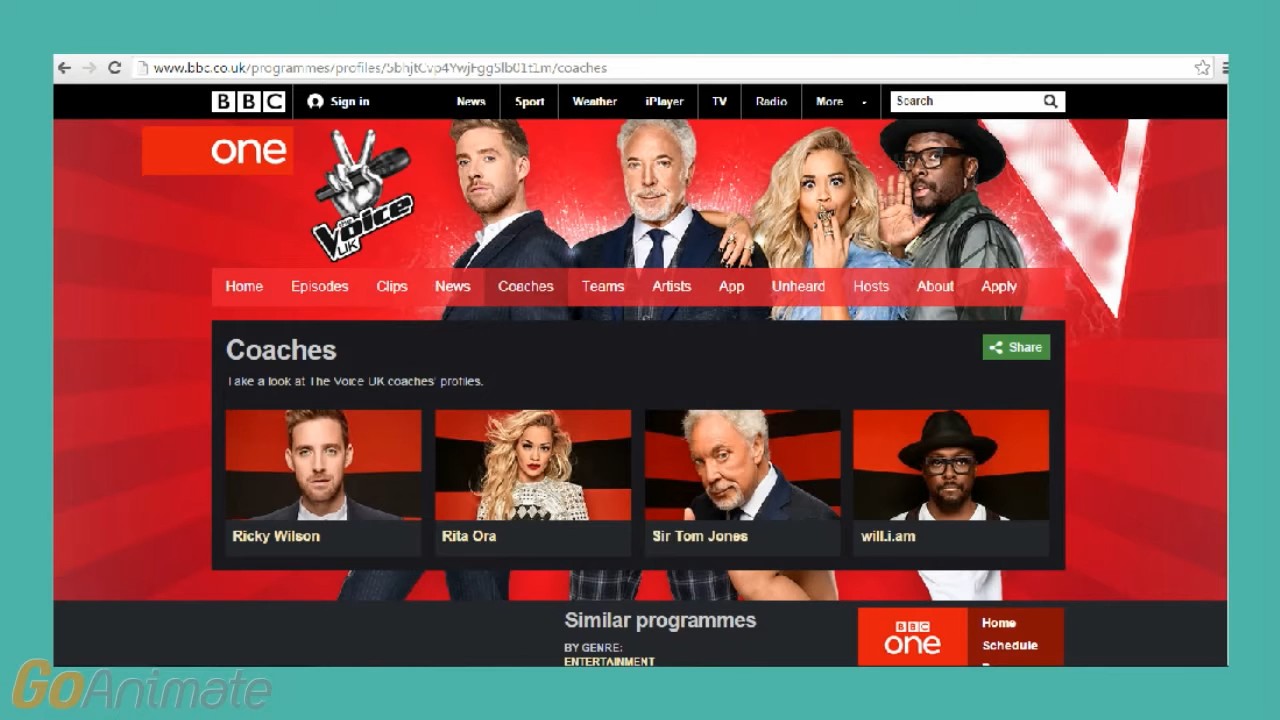 www.bbc.co.uk/programmes/profiles/5bhjtCvp4YwjFgg5lb01t1m/coaches
BBC Sign in News Sport Weather iPlayer TV Radio More Search
one
The Voice UK
Home Episodes Clips News Coaches Teams Artists App Unheard Hosts About Apply
Coaches
Share
Take a look at The Voice UK coaches' profiles.
Ricky Wilson Rita Ora Sir Tom Jones will.i.am
Similar programmes
BY GENRE:
ENTERTAINMENT
BBC one
Home
Schedule
GoAnimate